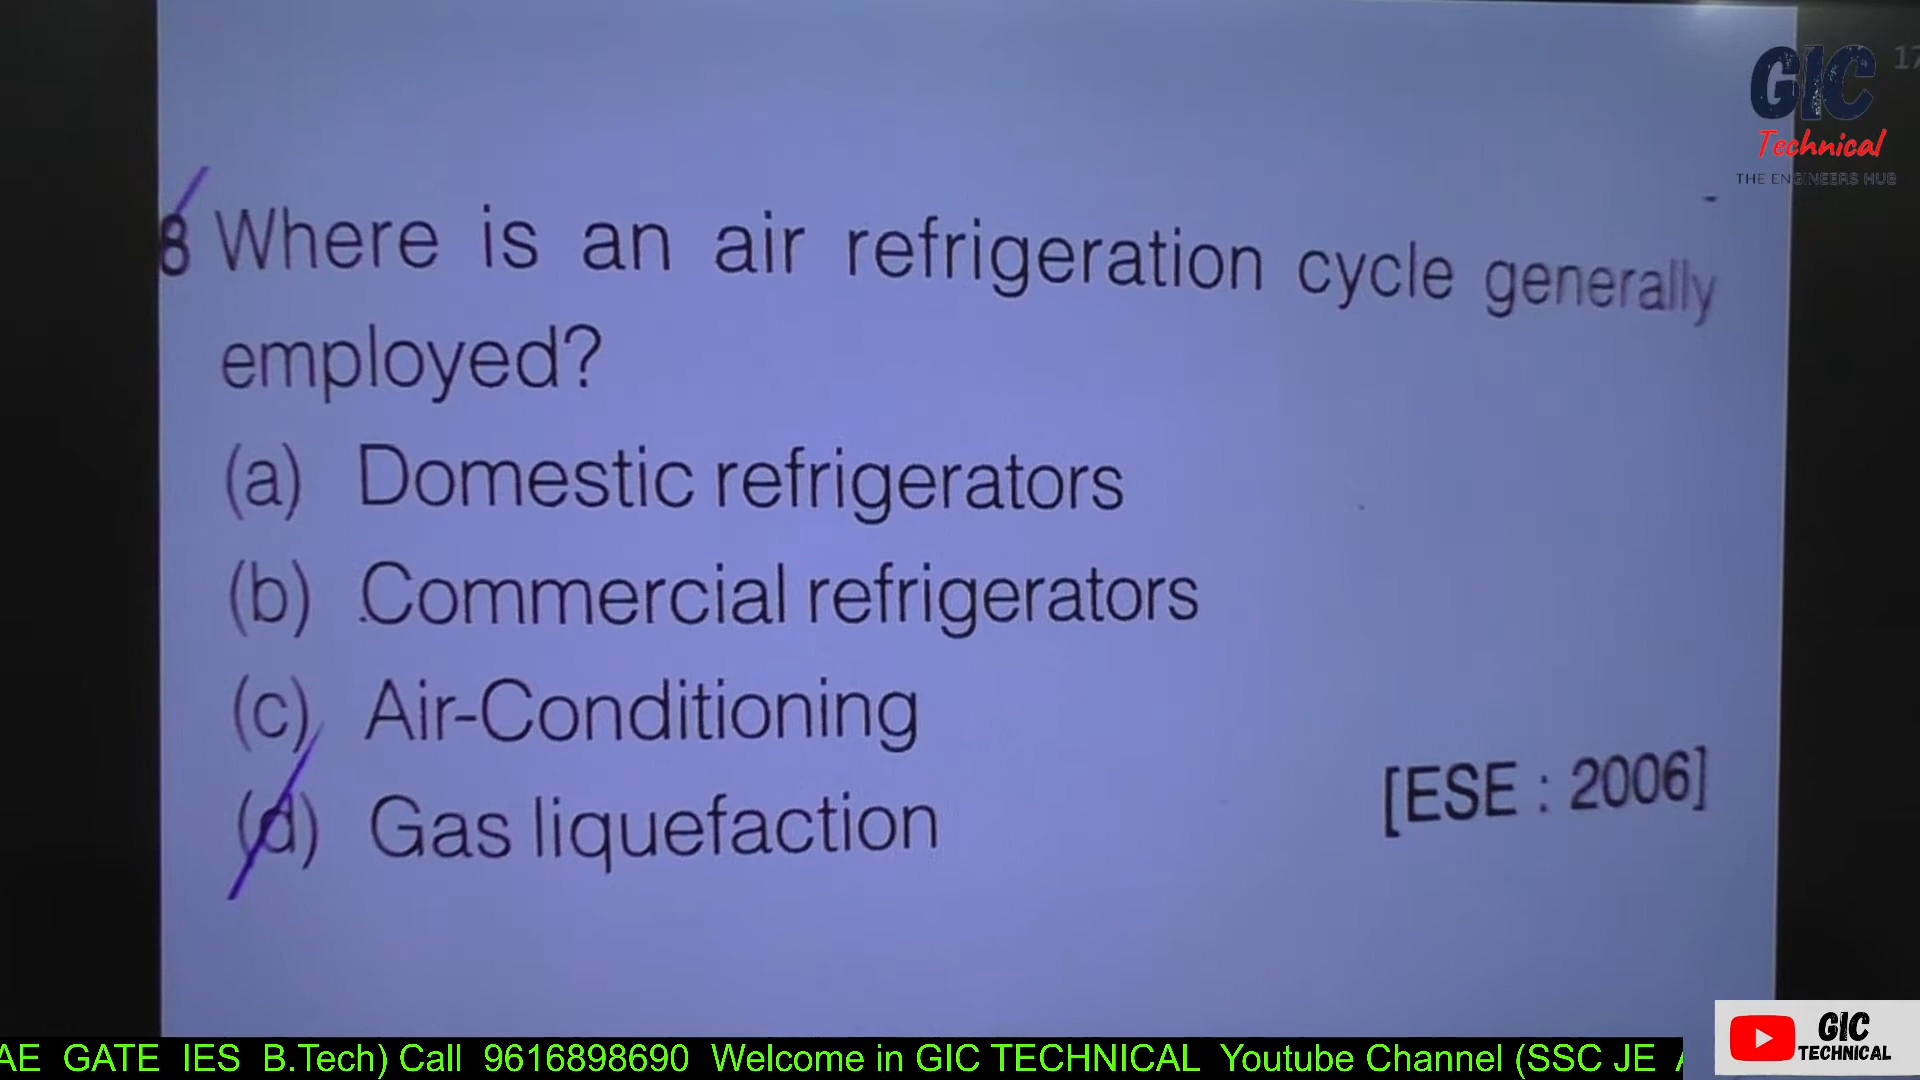 GIC
17
Technical
THE ENGINEERS HUB
8 Where is an air refrigeration cycle generally
employed?
(a) Domestic refrigerators
(b) Commercial refrigerators
(c) Air-Conditioning
(d) Gas liquefaction
[ESE : 2006]
AE GATE IES B.Tech) Call 9616898690 Welcome in GIC TECHNICAL Youtube Channel (SSC JE
GIC
TECHNICAL